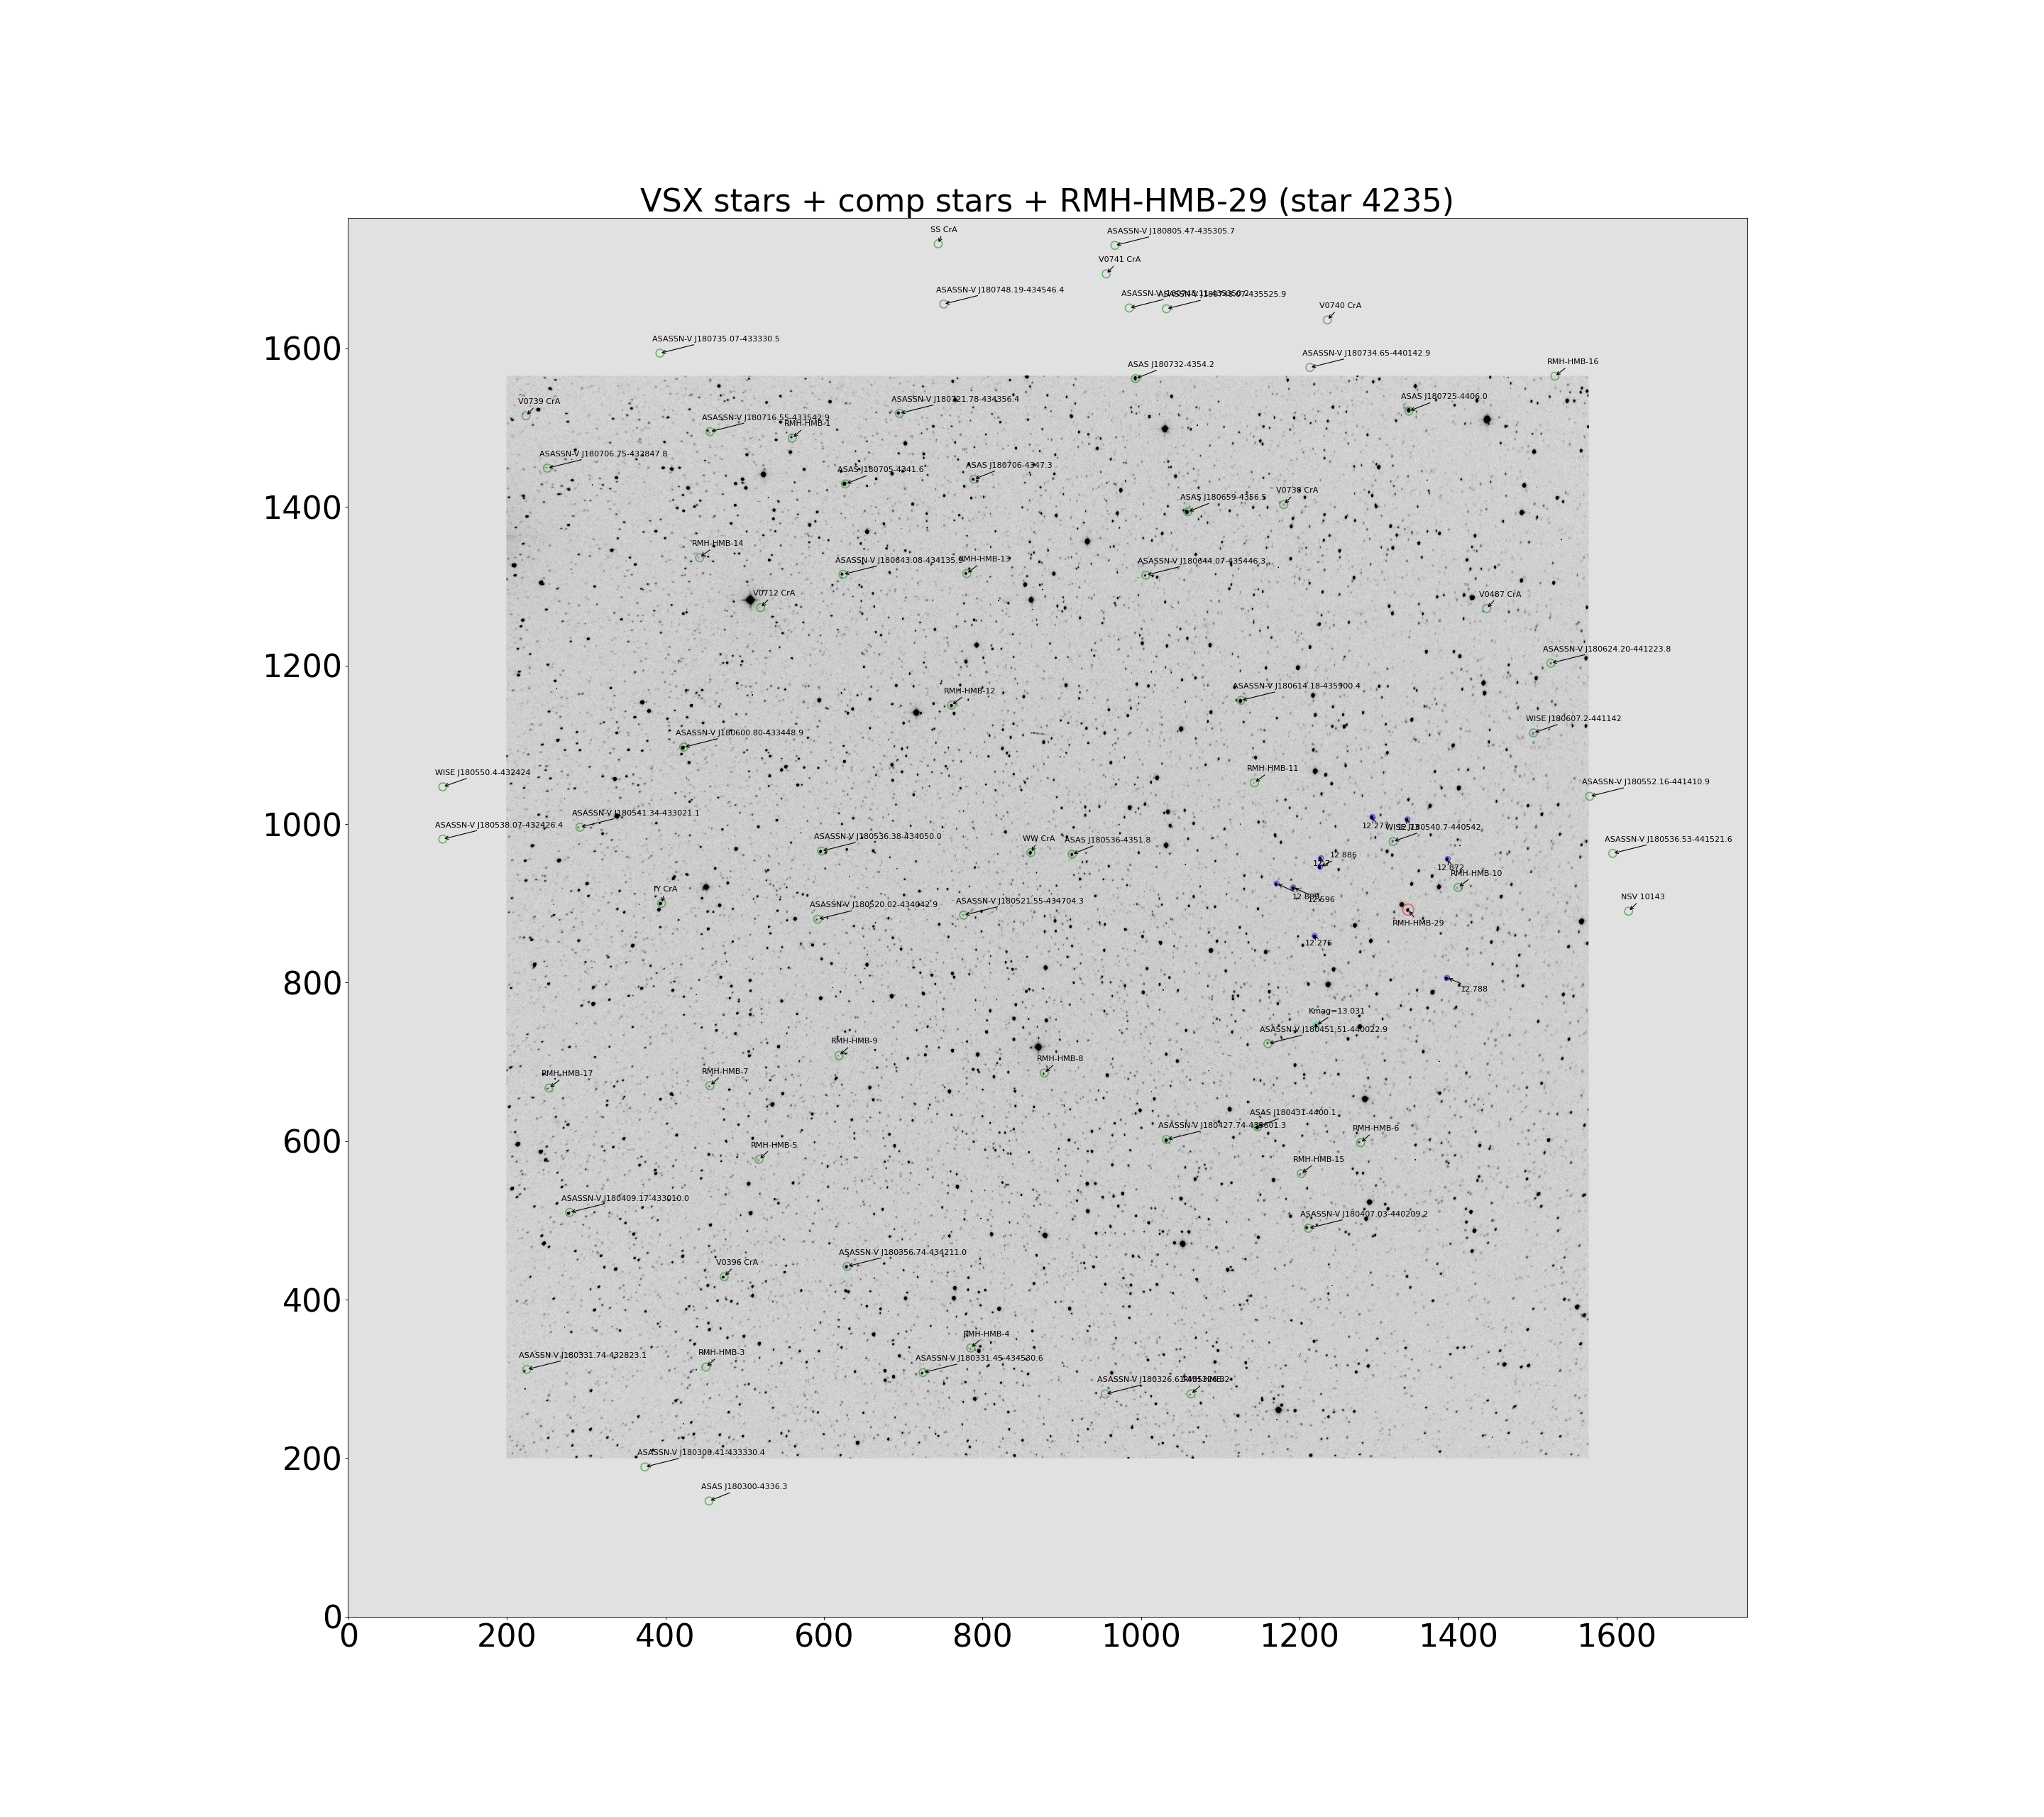 VSX stars + comp stars + RMH-HMB-29 (star 4235)
SS CrA
ASASSN-V J180805.47-435305.7
V0741 CrA
ASASSN-V J180748.19-434546.4
V0740 CrA
ASASSN-V J180735.07-433330.5
1600
ASASSN-V J180734.65-440142.9
ASAS J180732-4354.2
RMH-HMB-16
V0739 CrA
ASASSN-V J180721.78-434356.4
ASAS J180725-4406.0
ASASSN-V J180716.55-433542.9
RMH-HMB-1
ASASSN-V J180706.75-432847.8
ASAS J180705-4341.6
ASAS J180706-4347.3
1400
ASAS J180659-4356.5
V0738 CrA
RMH-HMB-14
ASASSN-V J180643.08-434135.9
RMH-HMB-13
ASASSN-V J180644.07-435446.3
V0712 CrA
V0487 CrA
1200
ASASSN-V J180624.20-441223.8
RMH-HMB-12
ASASSN-V J180614.18-435900.4
WISE J180607.2-441142
ASASSN-V J180600.80-433448.9
WISE J180550.4-432424
RMH-HMB-11
ASASSN-V J180552.16-441410.9
1000
ASASSN-V J180541.34-433021.1
ASASSN-V J180538.07-432426.4
12.277
WISE J180540.7-440542
ASASSN-V J180536.38-434050.0
WW CrA
ASAS J180536-4351.8
ASASSN-V J180536.53-441521.6
12.886
12.872
RMH-HMB-10
IY CrA
ASASSN-V J180520.02-434042.9
ASASSN-V J180521.55-434704.3
12.596
NSV 10143
RMH-HMB-29
12.276
800
12.788
Kmag=13.031
ASASSN-V J180451.51-440022.9
RMH-HMB-9
RMH-HMB-8
RMH-HMB-17
RMH-HMB-7
600
ASAS J180431-4400.1
ASASSN-V J180427.74-435601.3
RMH-HMB-6
RMH-HMB-5
RMH-HMB-15
ASASSN-V J180409.17-433010.0
ASASSN-V J180407.03-440209.2
ASASSN-V J180356.74-434211.0
V0396 CrA
400
RMH-HMB-4
RMH-HMB-3
ASASSN-V J180331.74-432823.1
ASASSN-V J180331.45-434530.6
200
ASASSN-V J180308.41-433330.4
ASAS J180300-4336.3
0
0 200 400 600 800 1000 1200 1400 1600